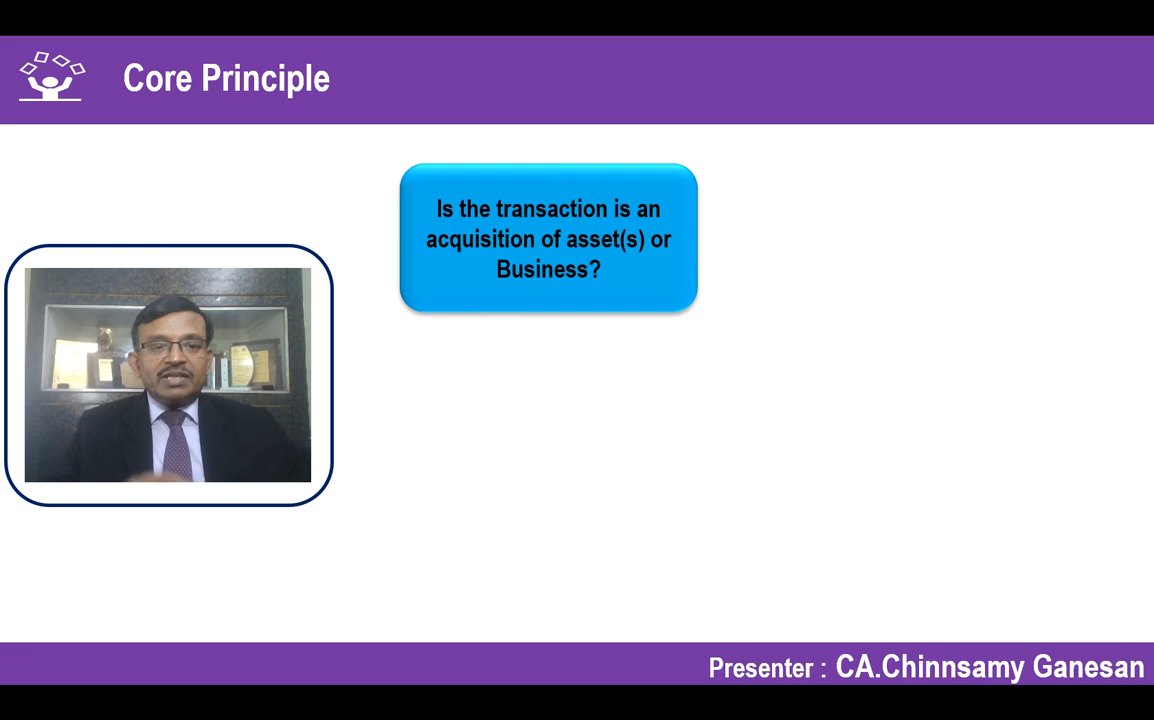 Core Principle
Is the transaction is an
acquisition of asset(s) or
Business?
Presenter : CA.Chinnsamy Ganesan